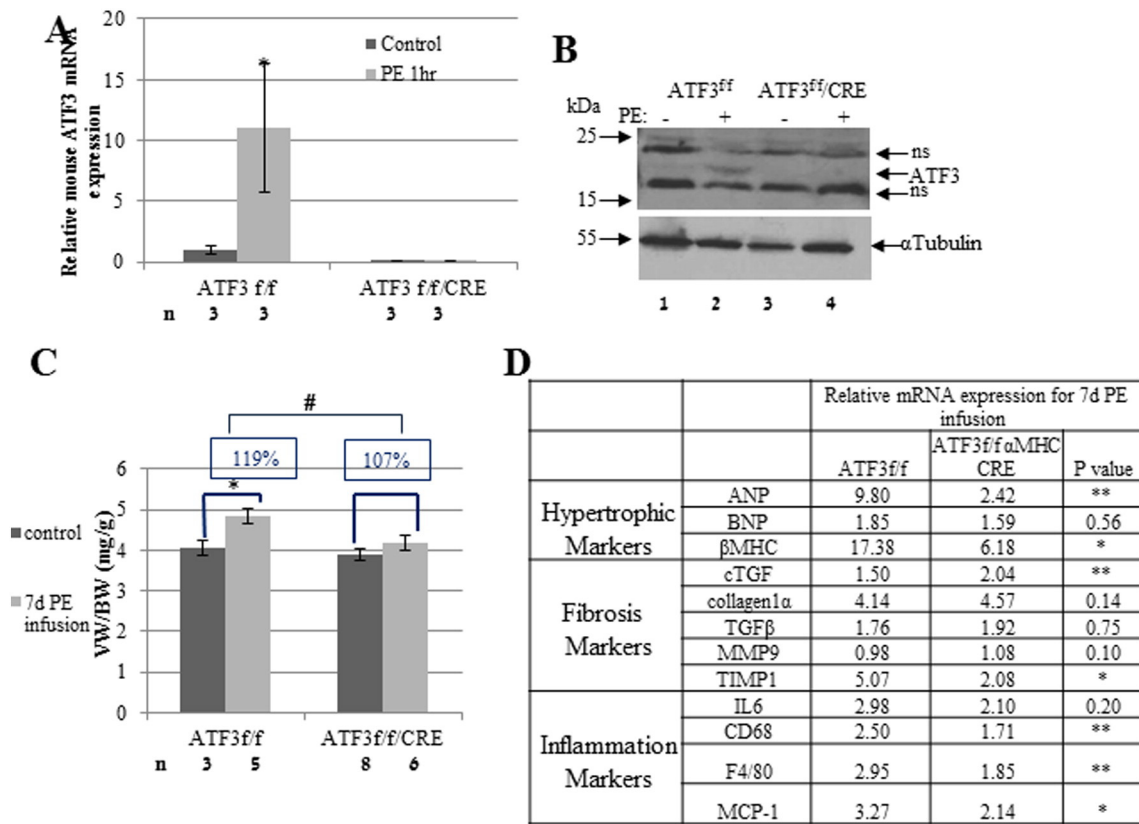 A
Relative mouse ATF3 mRNA
expression
20
15
10
5
0
*
Control
PE 1hr
ATF3 f/f
ATF3 f/f/CRE
n 3 3 3 3
B
kDa
ATF3ᶠᶠ
ATF3ᶠᶠ/CRE
PE: - + - +
25
15
55
ns
ATF3
ns
αTubulin
1 2 3 4
C
#
119%
107%
*
VW/BW (mg/g)
6
5
4
3
2
1
0
control
7d PE
infusion
ATF3f/f
ATF3f/f/CRE
n 3 5 8 6
D
Relative mRNA expression for 7d PE
infusion
ATF3f/f
ATF3f/f αMHC
CRE
P value
Hypertrophic
Markers
ANP 9.80 2.42 **
BNP 1.85 1.59 0.56
βMHC 17.38 6.18 *
Fibrosis
Markers
cTGF 1.50 2.04 **
collagen1α 4.14 4.57 0.14
TGFβ 1.76 1.92 0.75
MMP9 0.98 1.08 0.10
TIMP1 5.07 2.08 *
Inflammation
Markers
IL6 2.98 2.10 0.20
CD68 2.50 1.71 **
F4/80 2.95 1.85 **
MCP-1 3.27 2.14 *